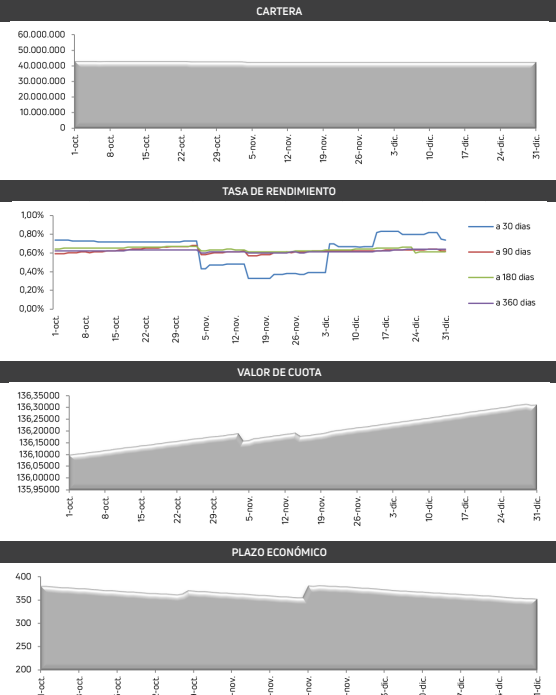 CARTERA
60.000.000
50.000.000
40.000.000
30.000.000
20.000.000
10.000.000
0
1-oct. 8-oct. 15-oct. 22-oct. 29-oct. 5-nov. 12-nov. 19-nov. 26-nov. 3-dic. 10-dic. 17-dic. 24-dic. 31-dic.
TASA DE RENDIMIENTO
1,00%
0,80%
0,60%
0,40%
0,20%
0,00%
1-oct. 8-oct. 15-oct. 22-oct. 29-oct. 5-nov. 12-nov. 19-nov. 26-nov. 3-dic. 10-dic. 17-dic. 24-dic. 31-dic.
a 30 dias
a 90 dias
a 180 dias
a 360 dias
VALOR DE CUOTA
136,35000
136,30000
136,25000
136,20000
136,15000
136,10000
136,05000
136,00000
135,95000
1-oct. 8-oct. 15-oct. 22-oct. 29-oct. 5-nov. 12-nov. 19-nov. 26-nov. 3-dic. 10-dic. 17-dic. 24-dic. 31-dic.
PLAZO ECONÓMICO
400
350
300
250
200